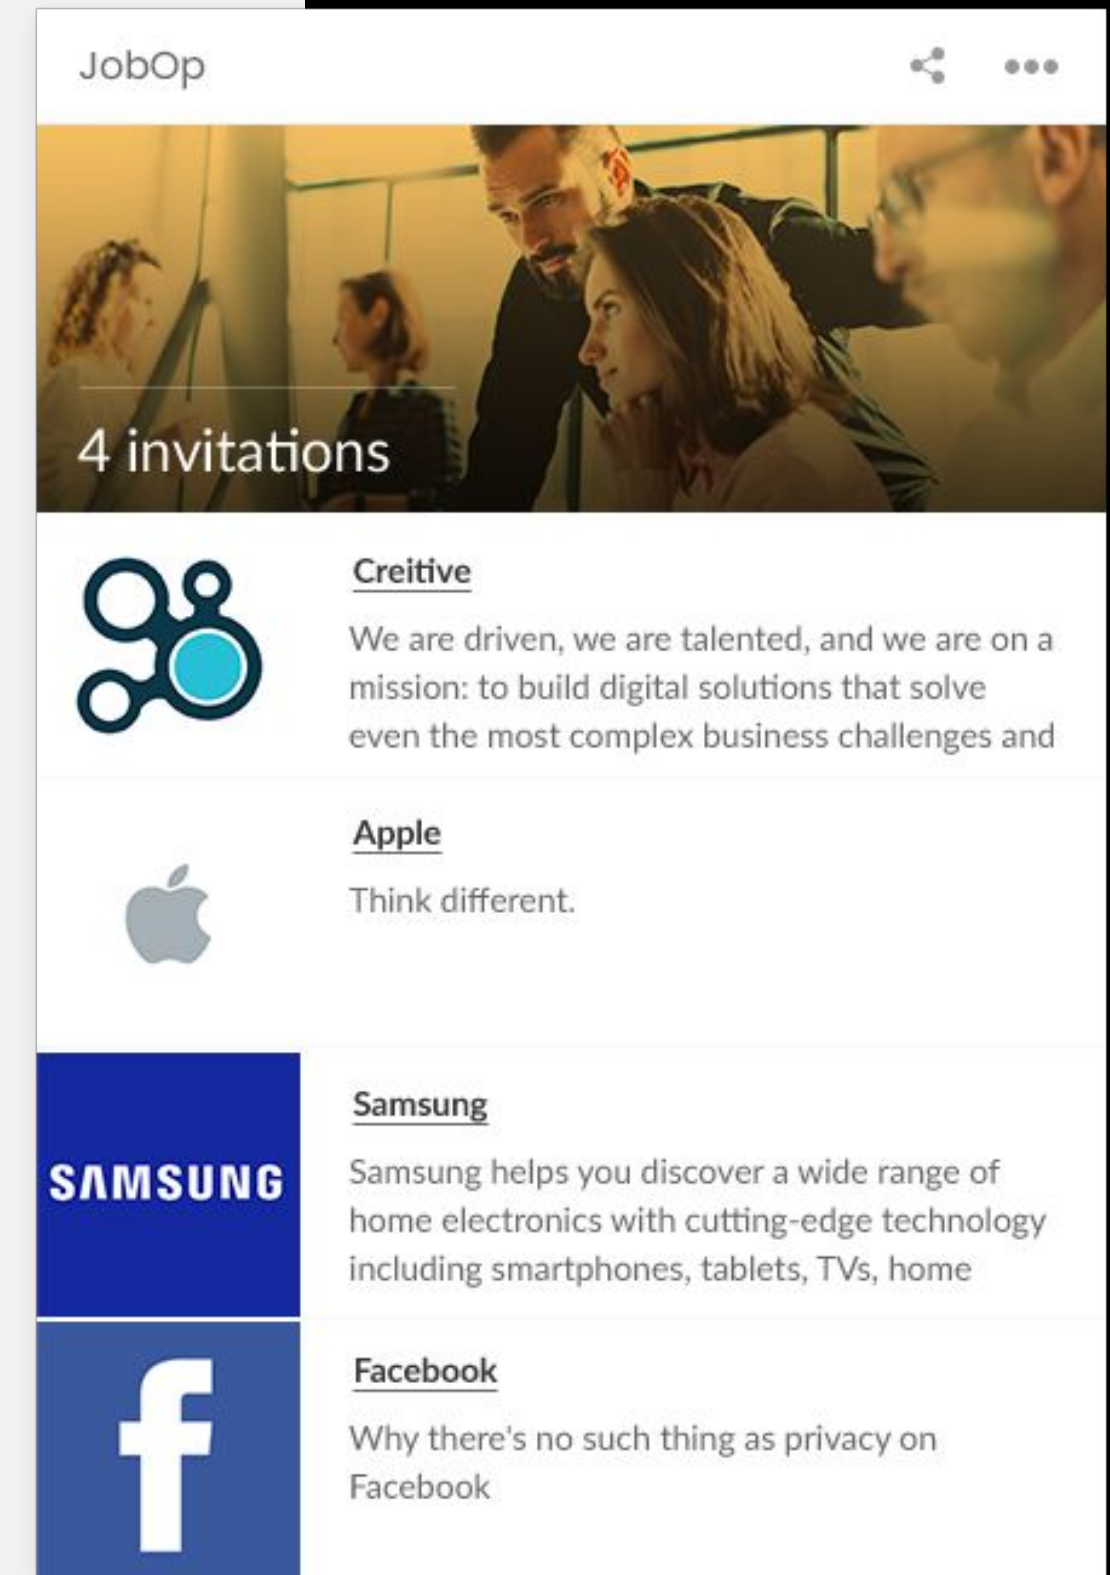 JobOp
4 invitations
Creitive
We are driven, we are talented, and we are on a
mission: to build digital solutions that solve
even the most complex business challenges and
Apple
Think different.
SAMSUNG
Samsung
Samsung helps you discover a wide range of
home electronics with cutting-edge technology
including smartphones, tablets, TVs, home
f
Facebook
Why there's no such thing as privacy on
Facebook